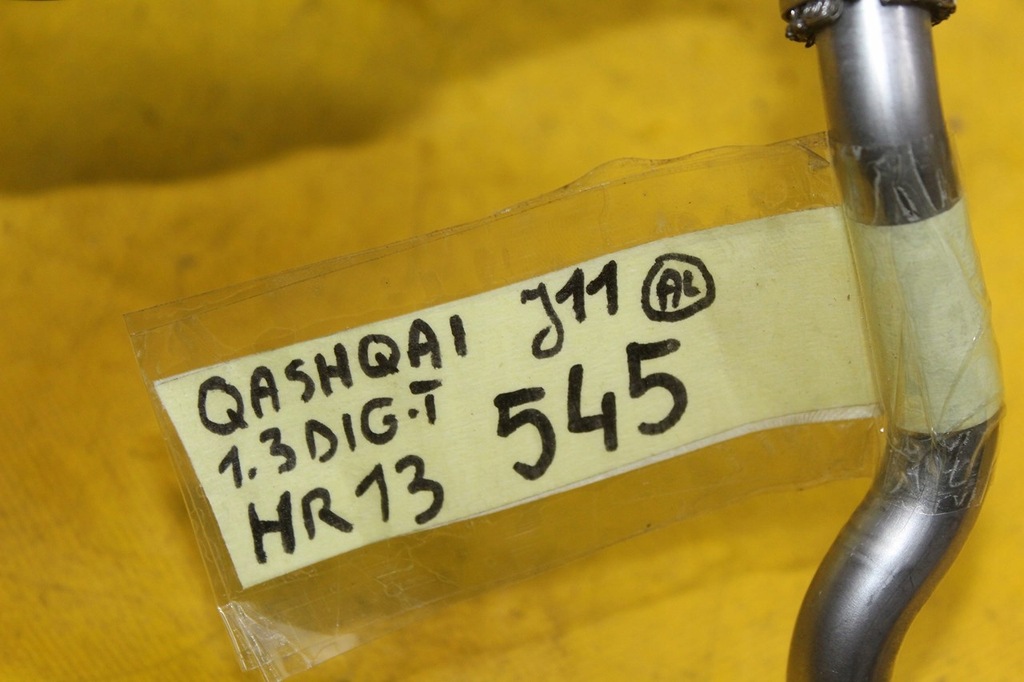 QASHQAI J11 AL
1.3 DIG-T 545
HR13